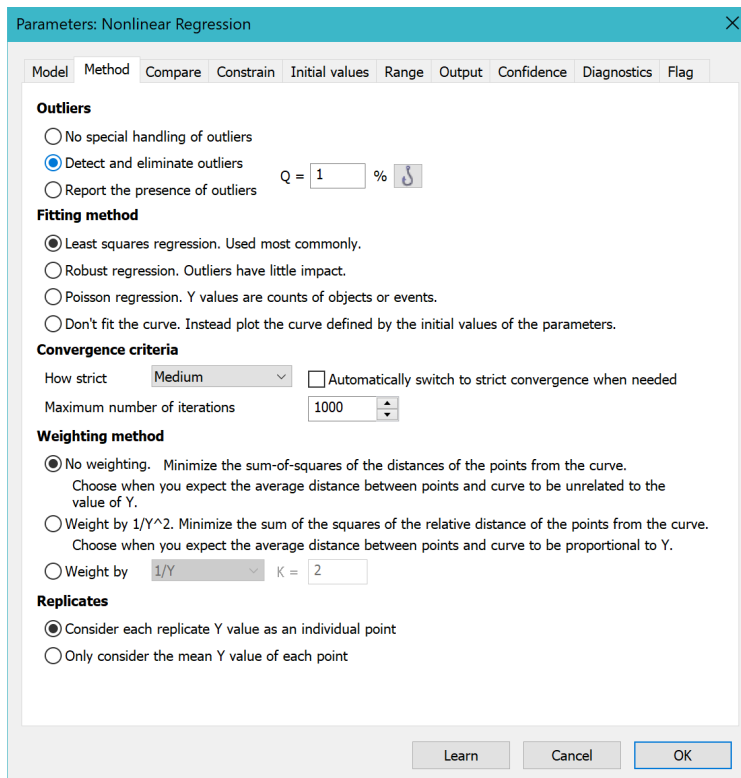 Parameters: Nonlinear Regression
Model Method Compare Constrain Initial values Range Output Confidence Diagnostics Flag
Outliers
No special handling of outliers
Detect and eliminate outliers
Q = 1 %
Report the presence of outliers
Fitting method
Least squares regression. Used most commonly.
Robust regression. Outliers have little impact.
Poisson regression. Y values are counts of objects or events.
Don't fit the curve. Instead plot the curve defined by the initial values of the parameters.
Convergence criteria
How strict Medium Automatically switch to strict convergence when needed
Maximum number of iterations 1000
Weighting method
No weighting. Minimize the sum-of-squares of the distances of the points from the curve.
Choose when you expect the average distance between points and curve to be unrelated to the
value of Y.
Weight by 1/Y^2. Minimize the sum of the squares of the relative distance of the points from the curve.
Choose when you expect the average distance between points and curve to be proportional to Y.
Weight by 1/Y K = 2
Replicates
Consider each replicate Y value as an individual point
Only consider the mean Y value of each point
Learn Cancel OK